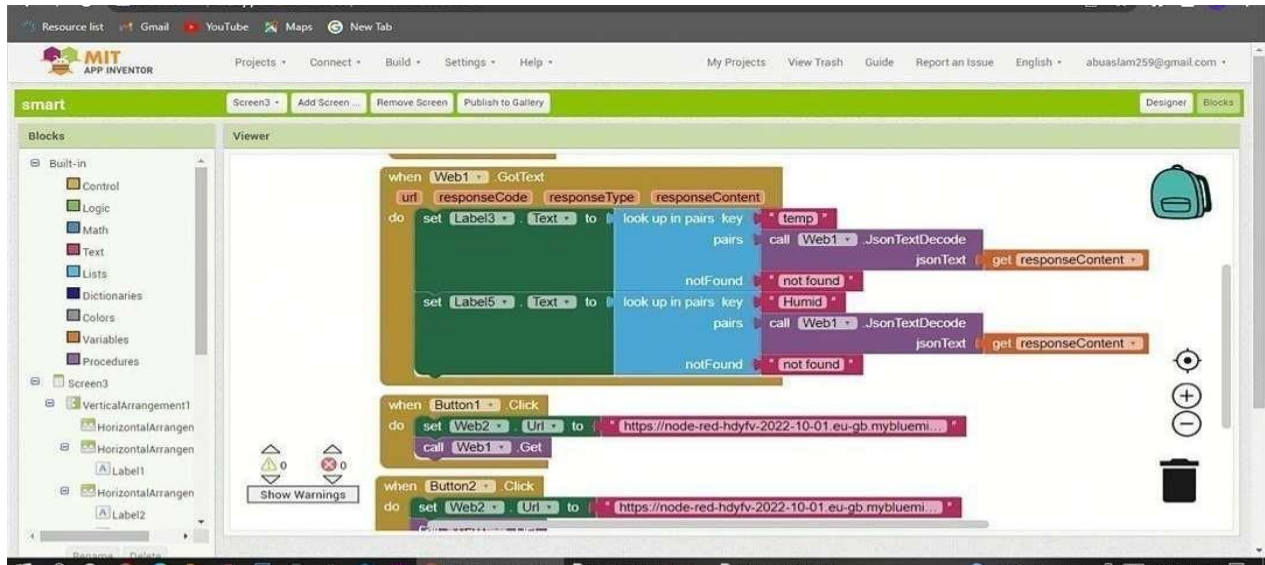 Resource list Gmail YouTube Maps New Tab
MIT
APP INVENTOR
Projects Connect Build Settings Help My Projects View Trash Guide Report an Issue English abuaslam259@gmail.com
smart
Screen3 Add Screen ... Remove Screen Publish to Gallery Designer Blocks
Blocks
Viewer
Built-in
Control
Logic
Math
Text
Lists
Dictionaries
Colors
Variables
Procedures
Screen3
VerticalArrangement1
HorizontalArrangen
HorizontalArrangen
Label1
HorizontalArrangen
Label2
Rename Delete
when Web1 .GotText
url responseCode responseType responseContent
do set Label3 . Text to look up in pairs key " temp "
pairs call Web1 .JsonTextDecode
jsonText get responseContent
notFound " not found "
set Label5 . Text to look up in pairs key " Humid "
pairs call Web1 .JsonTextDecode
jsonText get responseContent
notFound " not found "
when Button1 .Click
do set Web2 . Url to " https://node-red-hdyfv-2022-10-01.eu-gb.mybluemi... "
call Web1 .Get
when Button2 .Click
do set Web2 . Url to " https://node-red-hdyfv-2022-10-01.eu-gb.mybluemi... "
0 0
Show Warnings